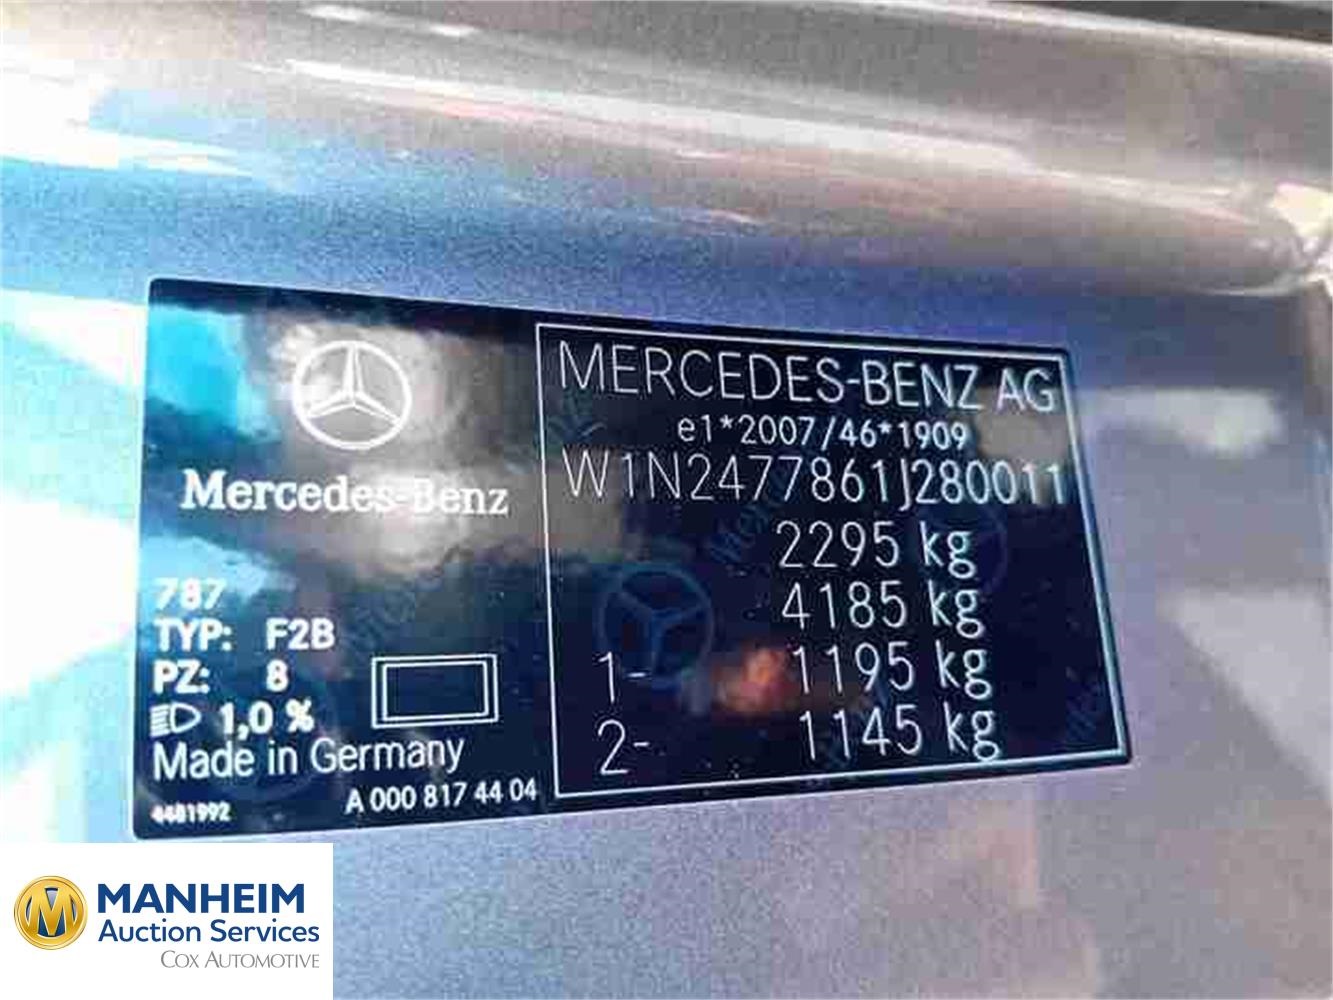 Mercedes-Benz
787
TYP: F2B
PZ: 8
1,0 %
Made in Germany
4481992
A 000 817 44 04
MERCEDES-BENZ AG
e1*2007/46*1909
W1N2477861J280011
2295 kg
4185 kg
1- 1195 kg
2- 1145 kg
MANHEIM
Auction Services
COX AUTOMOTIVE